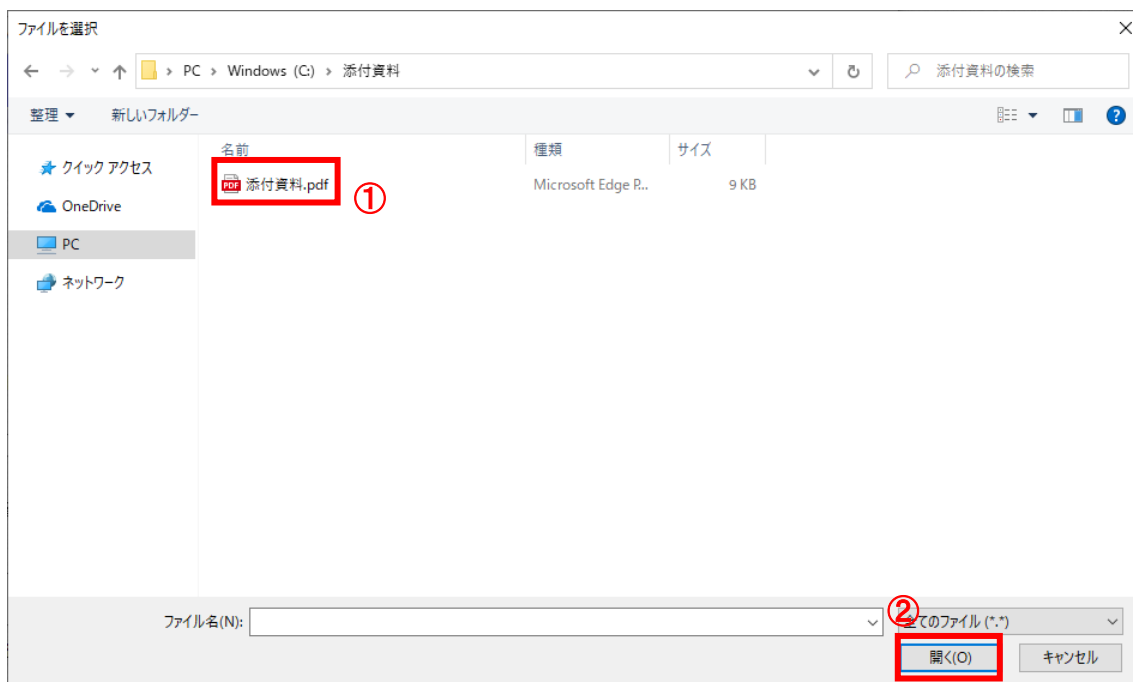 ファイルを選択
PC › Windows (C:) › 添付資料
添付資料の検索
整理 新しいフォルダー
名前 種類 サイズ
クイック アクセス
PDF 添付資料.pdf Microsoft Edge P... 9 KB
①
OneDrive
PC
ネットワーク
②
ファイル名(N): 全てのファイル (*.*)
開く(O) キャンセル